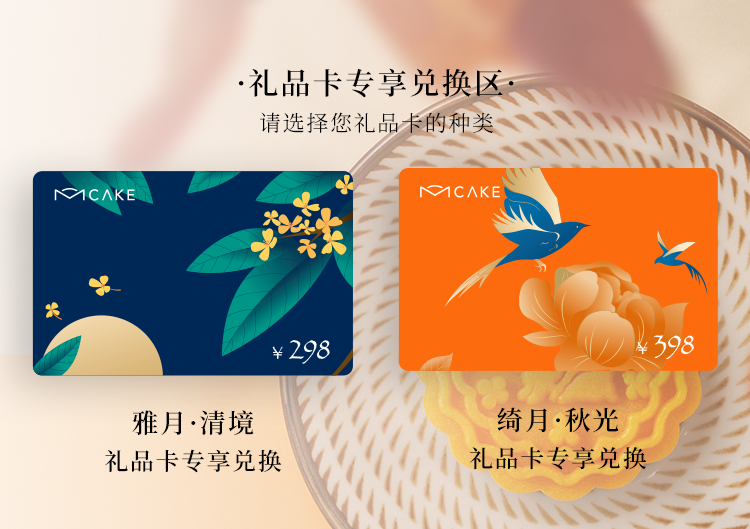 ·礼品卡专享兑换区·
请选择您礼品卡的种类
MCAKE
¥ 298
MCAKE
¥ 398
雅月·清境
礼品卡专享兑换
绮月·秋光
礼品卡专享兑换